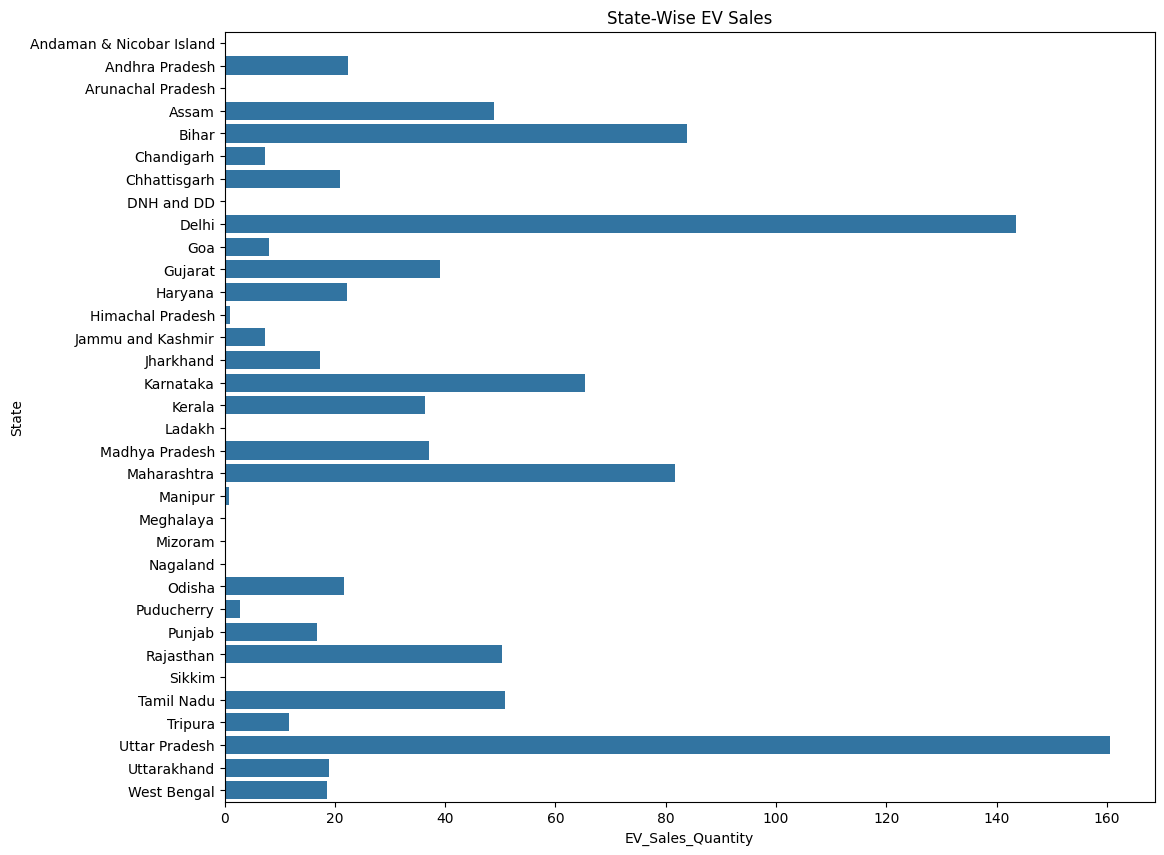 State-Wise EV Sales
State
Andaman & Nicobar Island
Andhra Pradesh
Arunachal Pradesh
Assam
Bihar
Chandigarh
Chhattisgarh
DNH and DD
Delhi
Goa
Gujarat
Haryana
Himachal Pradesh
Jammu and Kashmir
Jharkhand
Karnataka
Kerala
Ladakh
Madhya Pradesh
Maharashtra
Manipur
Meghalaya
Mizoram
Nagaland
Odisha
Puducherry
Punjab
Rajasthan
Sikkim
Tamil Nadu
Tripura
Uttar Pradesh
Uttarakhand
West Bengal
0 20 40 60 80 100 120 140 160
EV_Sales_Quantity